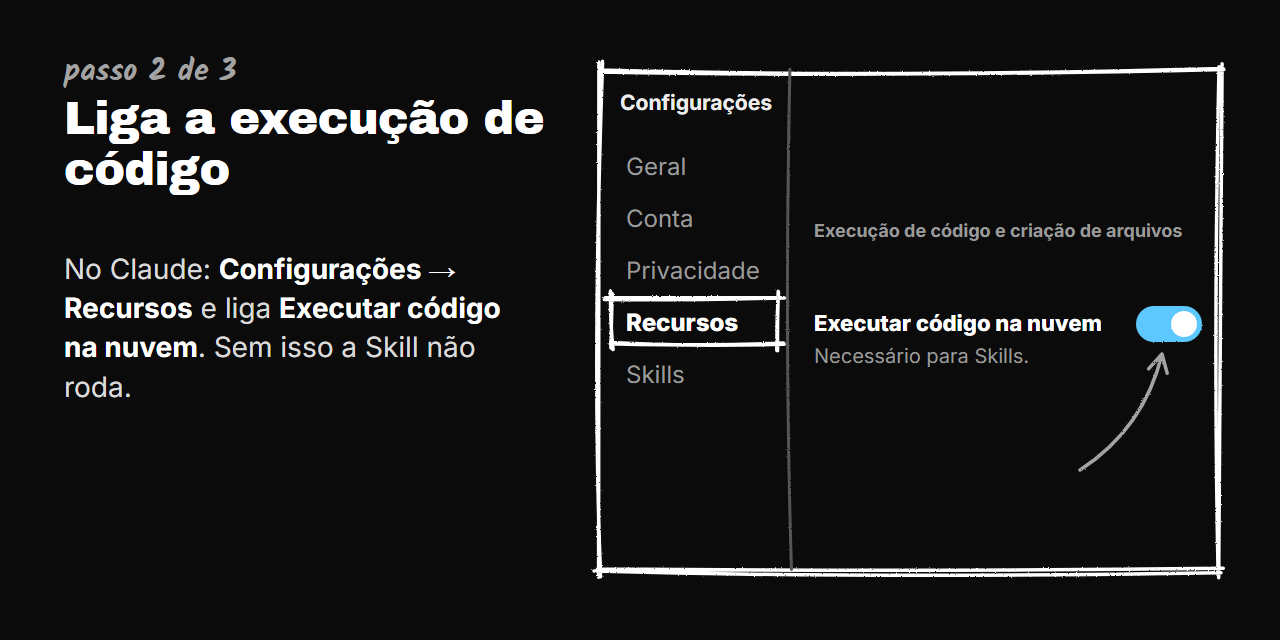 passo 2 de 3
Liga a execução de
código
No Claude: Configurações →
Recursos e liga Executar código
na nuvem. Sem isso a Skill não
roda.
Configurações
Geral
Conta
Privacidade
Recursos
Skills
Execução de código e criação de arquivos
Executar código na nuvem
Necessário para Skills.